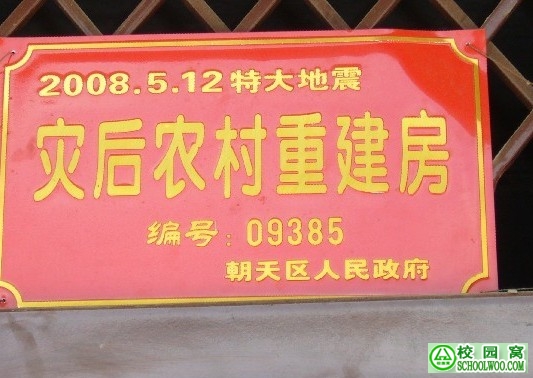 2008.5.12特大地震
灾后农村重建房
编号: 09385
朝天区人民政府
校园窝
SCHOOLWOO.COM